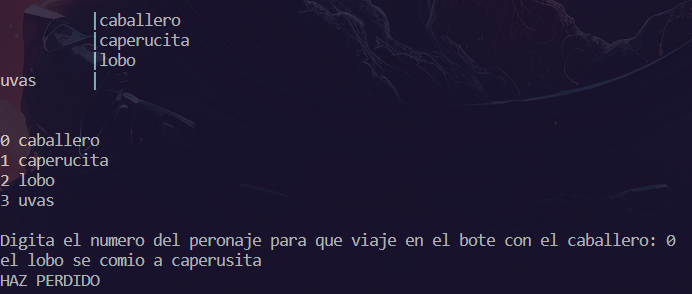 |caballero
|caperucita
|lobo
uvas |
0 caballero
1 caperucita
2 lobo
3 uvas
Digita el numero del peronaje para que viaje en el bote con el caballero: 0
el lobo se comio a caperusita
HAZ PERDIDO